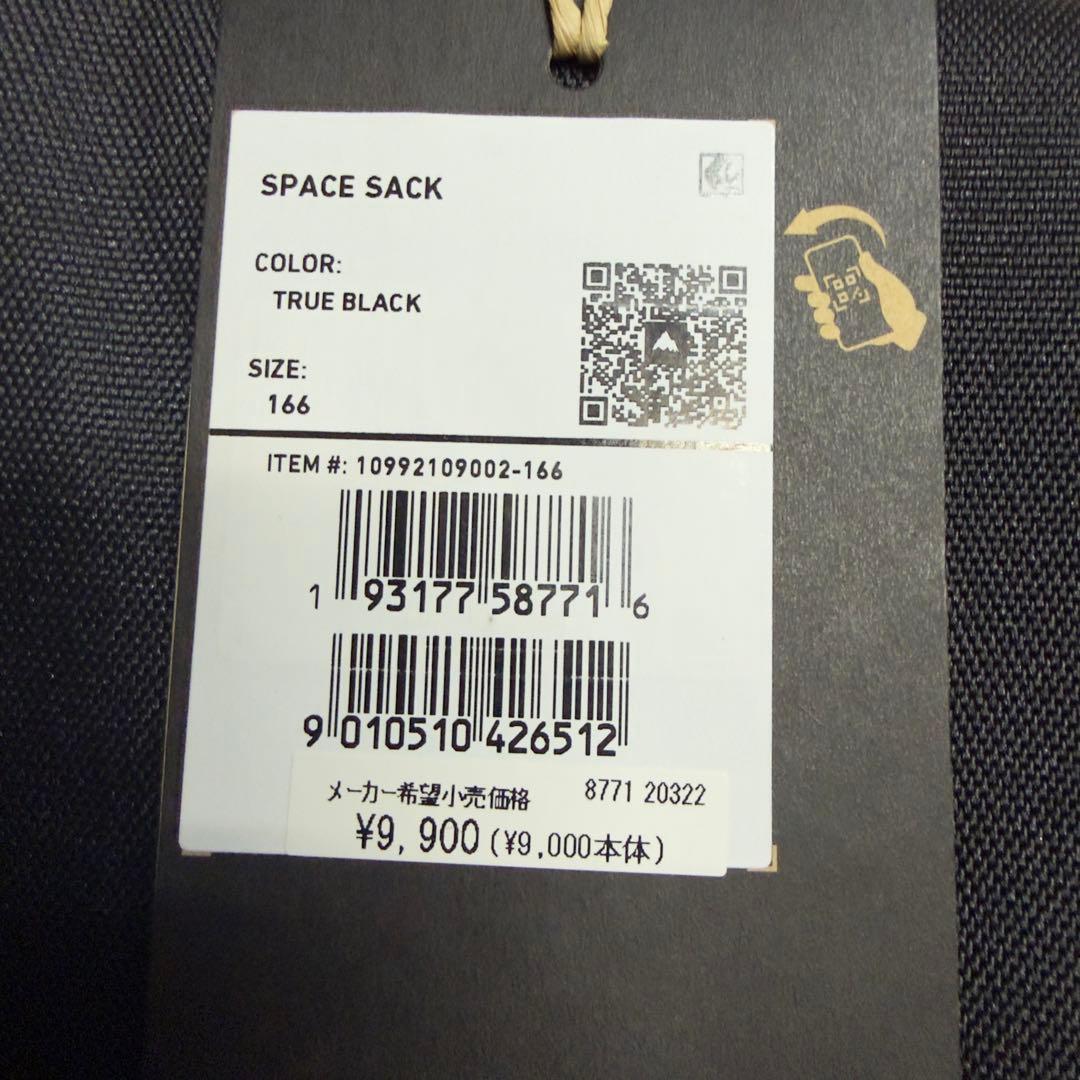 SPACE SACK
COLOR:
TRUE BLACK
SIZE:
166
ITEM #: 10992109002-166
1 93177 58771 6
9 010510 426512
メーカー希望小売価格 8771 20322
¥9,900 (¥9,000本体)